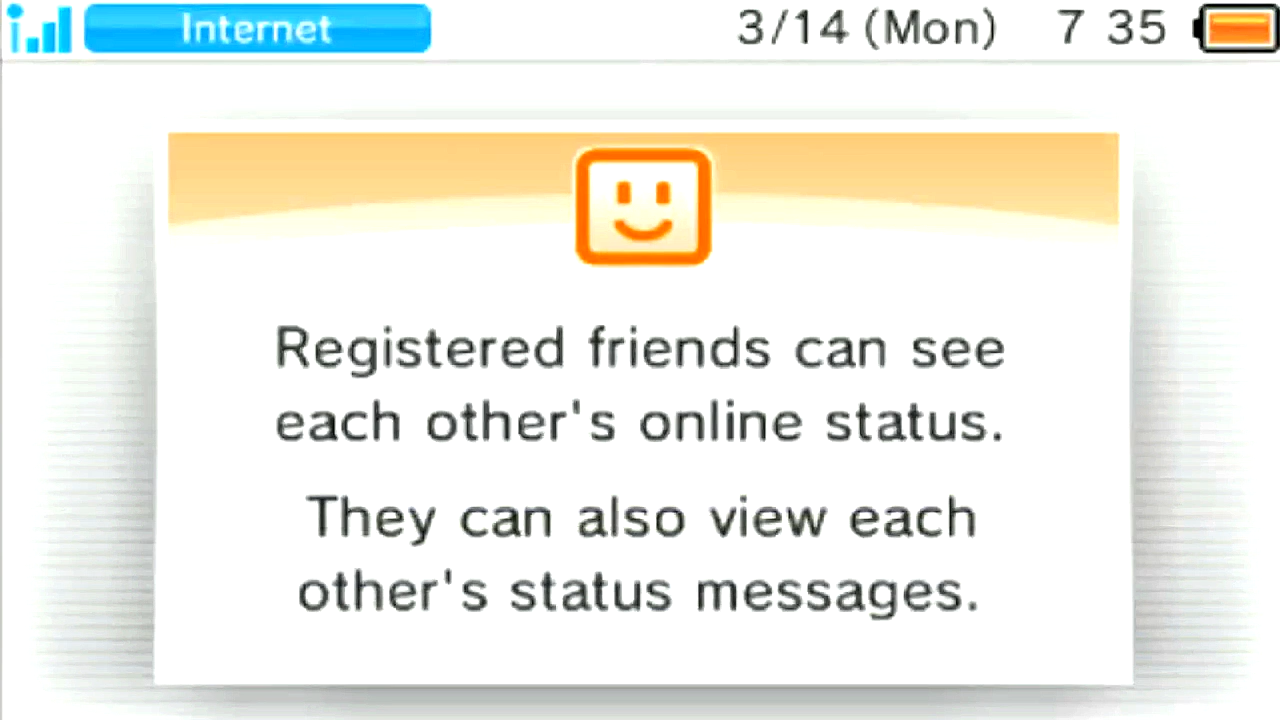 Internet 3/14 (Mon) 7 35
Registered friends can see
each other's online status.
They can also view each
other's status messages.